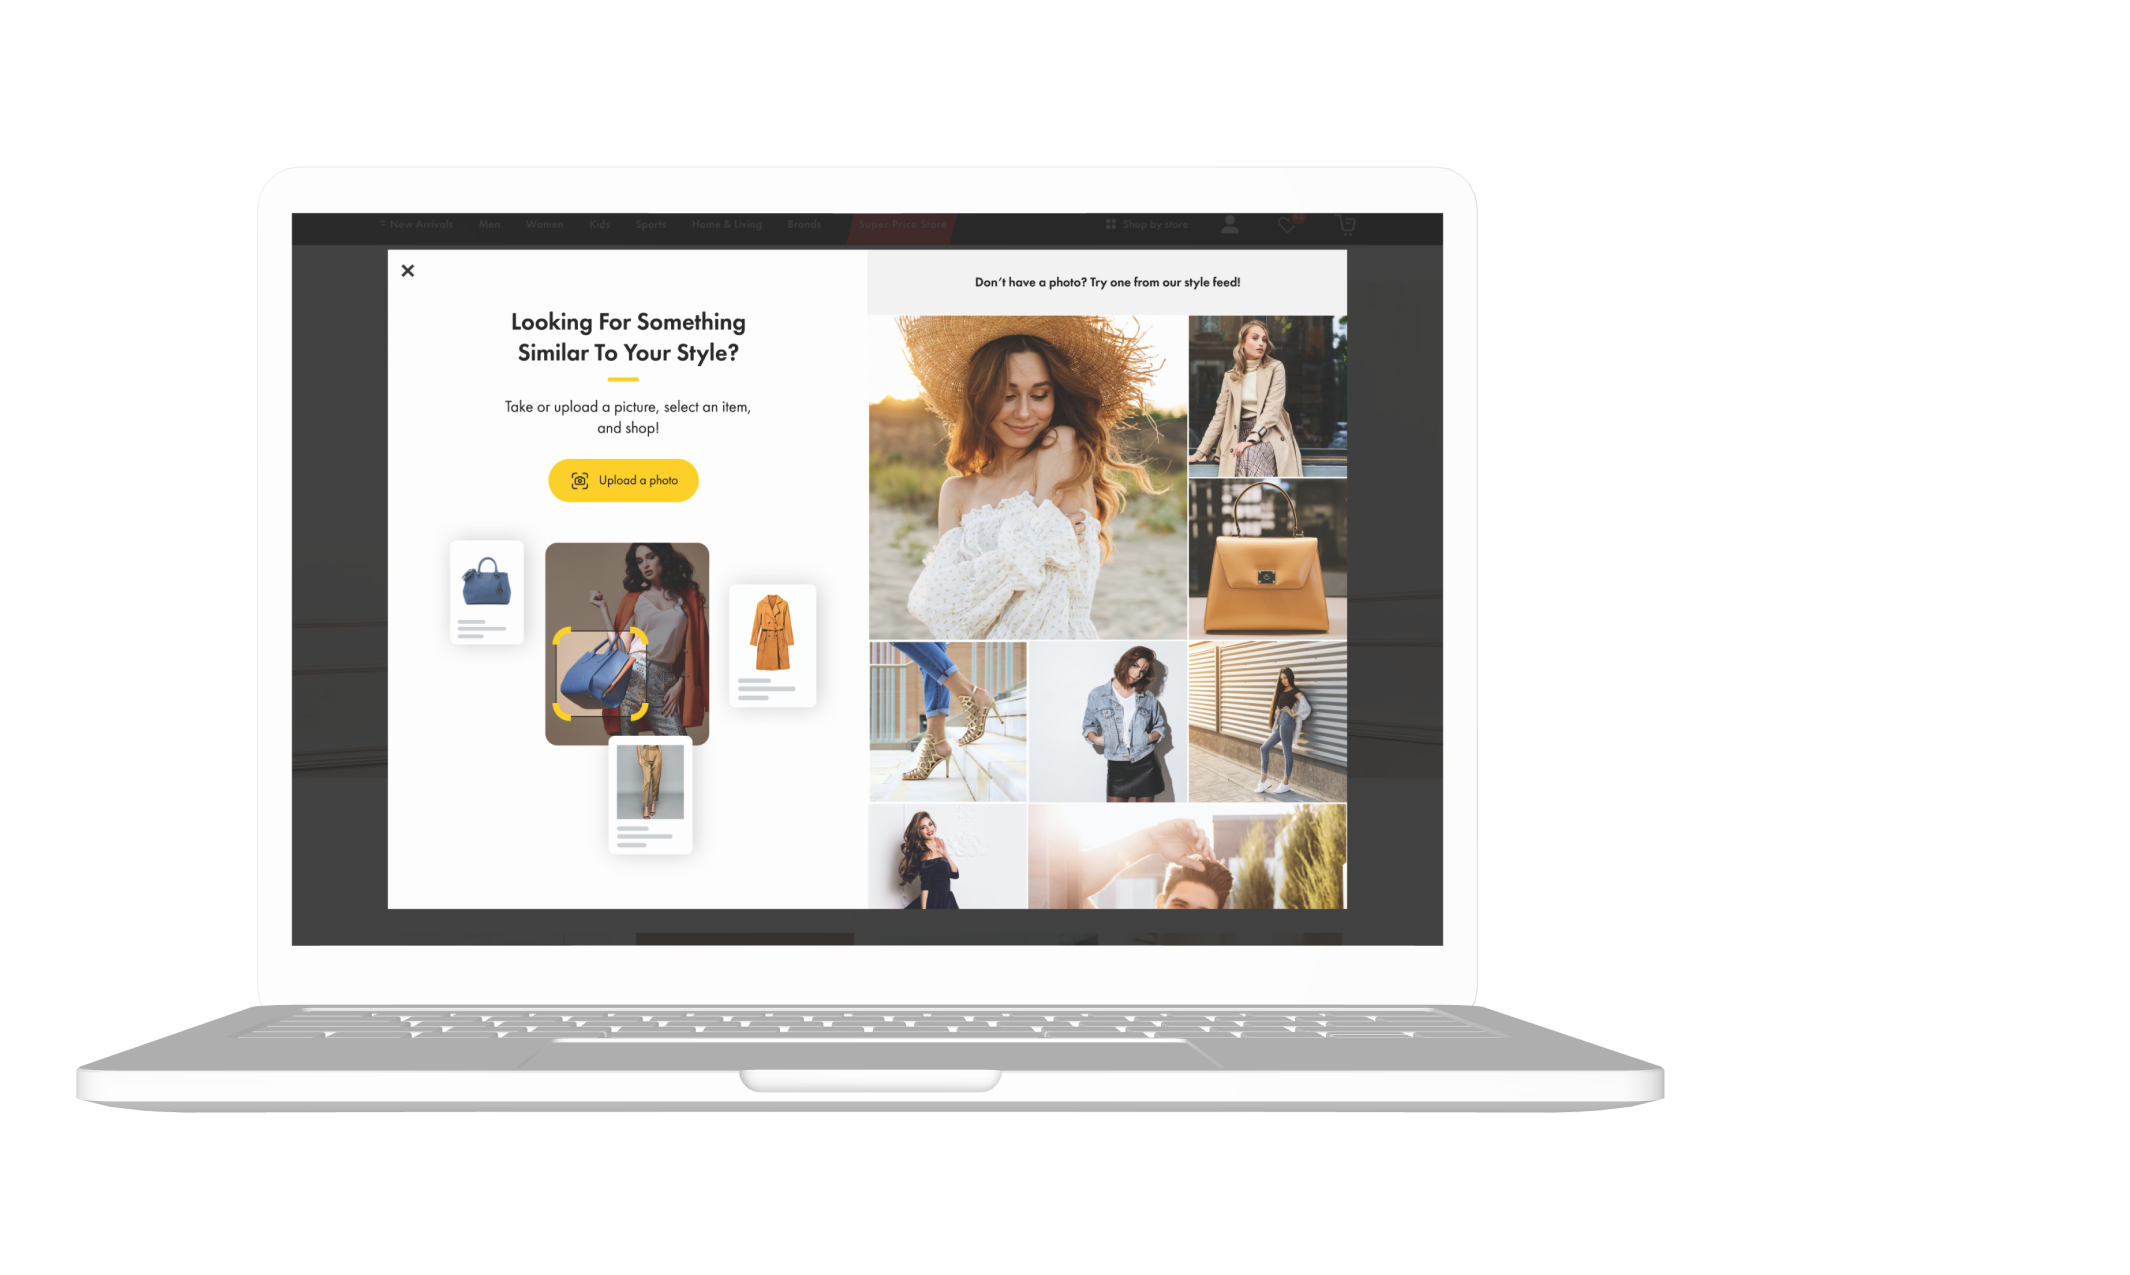 New Arrivals Men Women Kids Sports Home & Living Brands Super Price Store Shop by store
Don't have a photo? Try one from our style feed!
Looking For Something
Similar To Your Style?
Take or upload a picture, select an item,
and shop!
Upload a photo